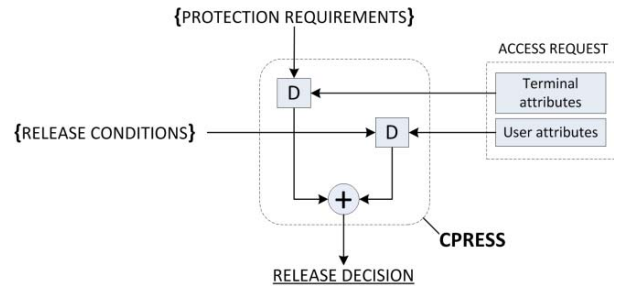 {PROTECTION REQUIREMENTS}
ACCESS REQUEST
Terminal
attributes
D
{RELEASE CONDITIONS}
D
User attributes
+
CPRESS
RELEASE DECISION